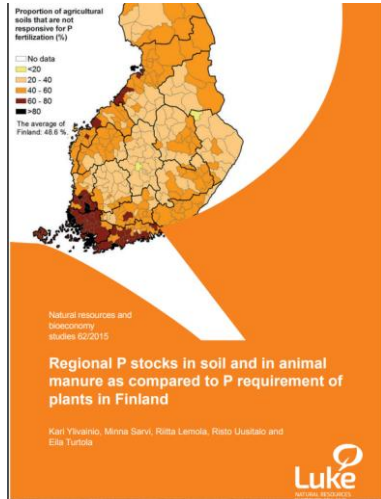 Proportion of agricultural
soils that are not
responsive for P
fertilization (%)
No data
<20
20 - 40
40 - 60
60 - 80
>80
The average of
Finland: 48.6 %.
Natural resources and
bioeconomy
studies 62/2015
Regional P stocks in soil and in animal
manure as compared to P requirement of
plants in Finland
Kari Ylivainio, Minna Sarvi, Riitta Lemola, Risto Uusitalo and
Eila Turtola
Luke
NATURAL RESOURCES